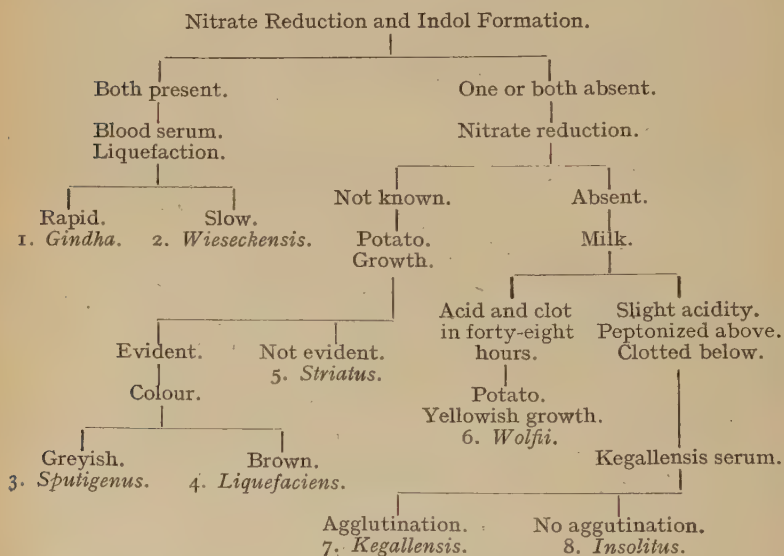 Nitrate Reduction and Indol Formation.
Both present.
One or both absent.
Blood serum.
Liquefaction.
Nitrate reduction.
Rapid.
1. Gindha.
Slow.
2. Wieseckensis.
Not known.
Absent.
Potato.
Growth.
Milk.
Evident.
Not evident.
5. Striatus.
Acid and clot
in forty-eight
hours.
Slight acidity.
Peptonized above.
Clotted below.
Colour.
Potato.
Yellowish growth.
6. Wolfii.
Greyish.
3. Sputigenus.
Brown.
4. Liquefaciens.
Kegallensis serum.
Agglutination.
7. Kegallensis.
No aggutination.
8. Insolitus.